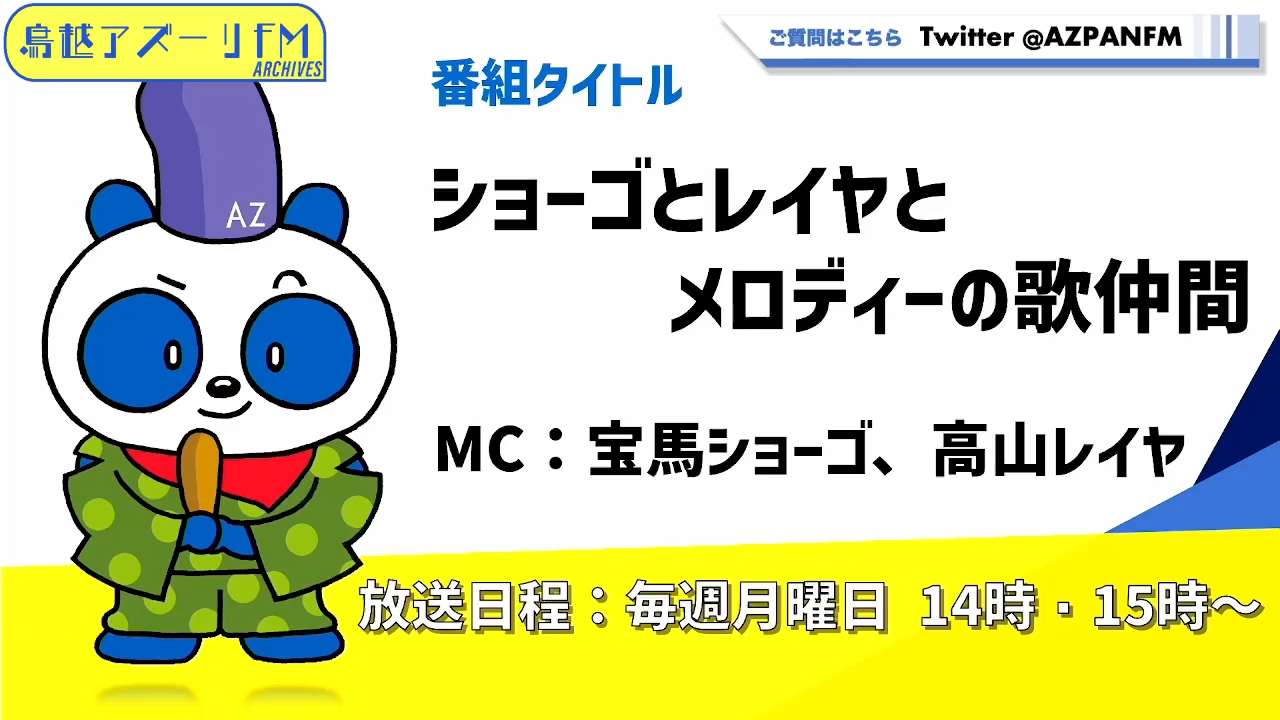 鳥越アズーリFM
ARCHIVES
ご質問はこちら Twitter @AZPANFM
番組タイトル
ショーゴとレイヤと
メロディーの歌仲間
AZ
MC：宝馬ショーゴ、高山レイヤ
放送日程：毎週月曜日 14時・15時～